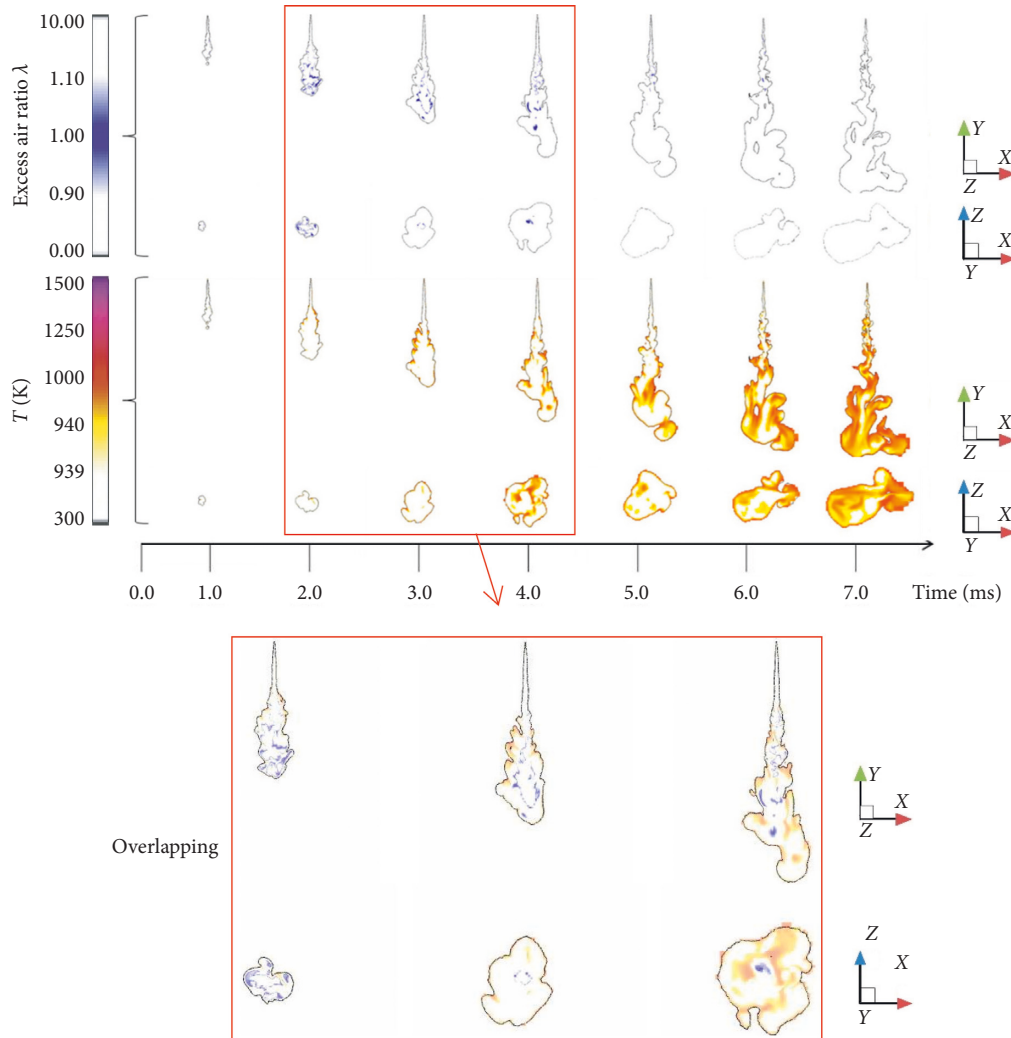 Excess air ratio λ
10.00
1.10
1.00
0.90
0.00
Y
X
Z
Z
X
Y
T (K)
1500
1250
1000
940
939
300
Y
X
Z
Z
X
Y
0.0
1.0
2.0
3.0
4.0
5.0
6.0
7.0
Time (ms)
Overlapping
Y
X
Z
Z
X
Y